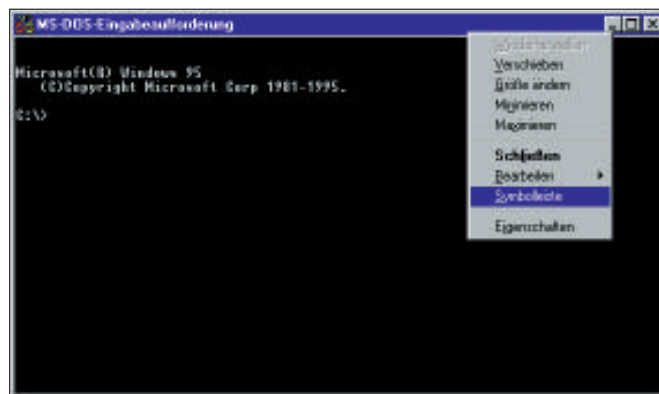 MS-DOS-Eingabeaufforderung
Microsoft(R) Windows 95
(C)Copyright Microsoft Corp 1981-1995.
C:\>
Wiederherstellen
Verschieben
Größe ändern
Minimieren
Maximieren
Schließen
Bearbeiten
Symbolleiste
Eigenschaften